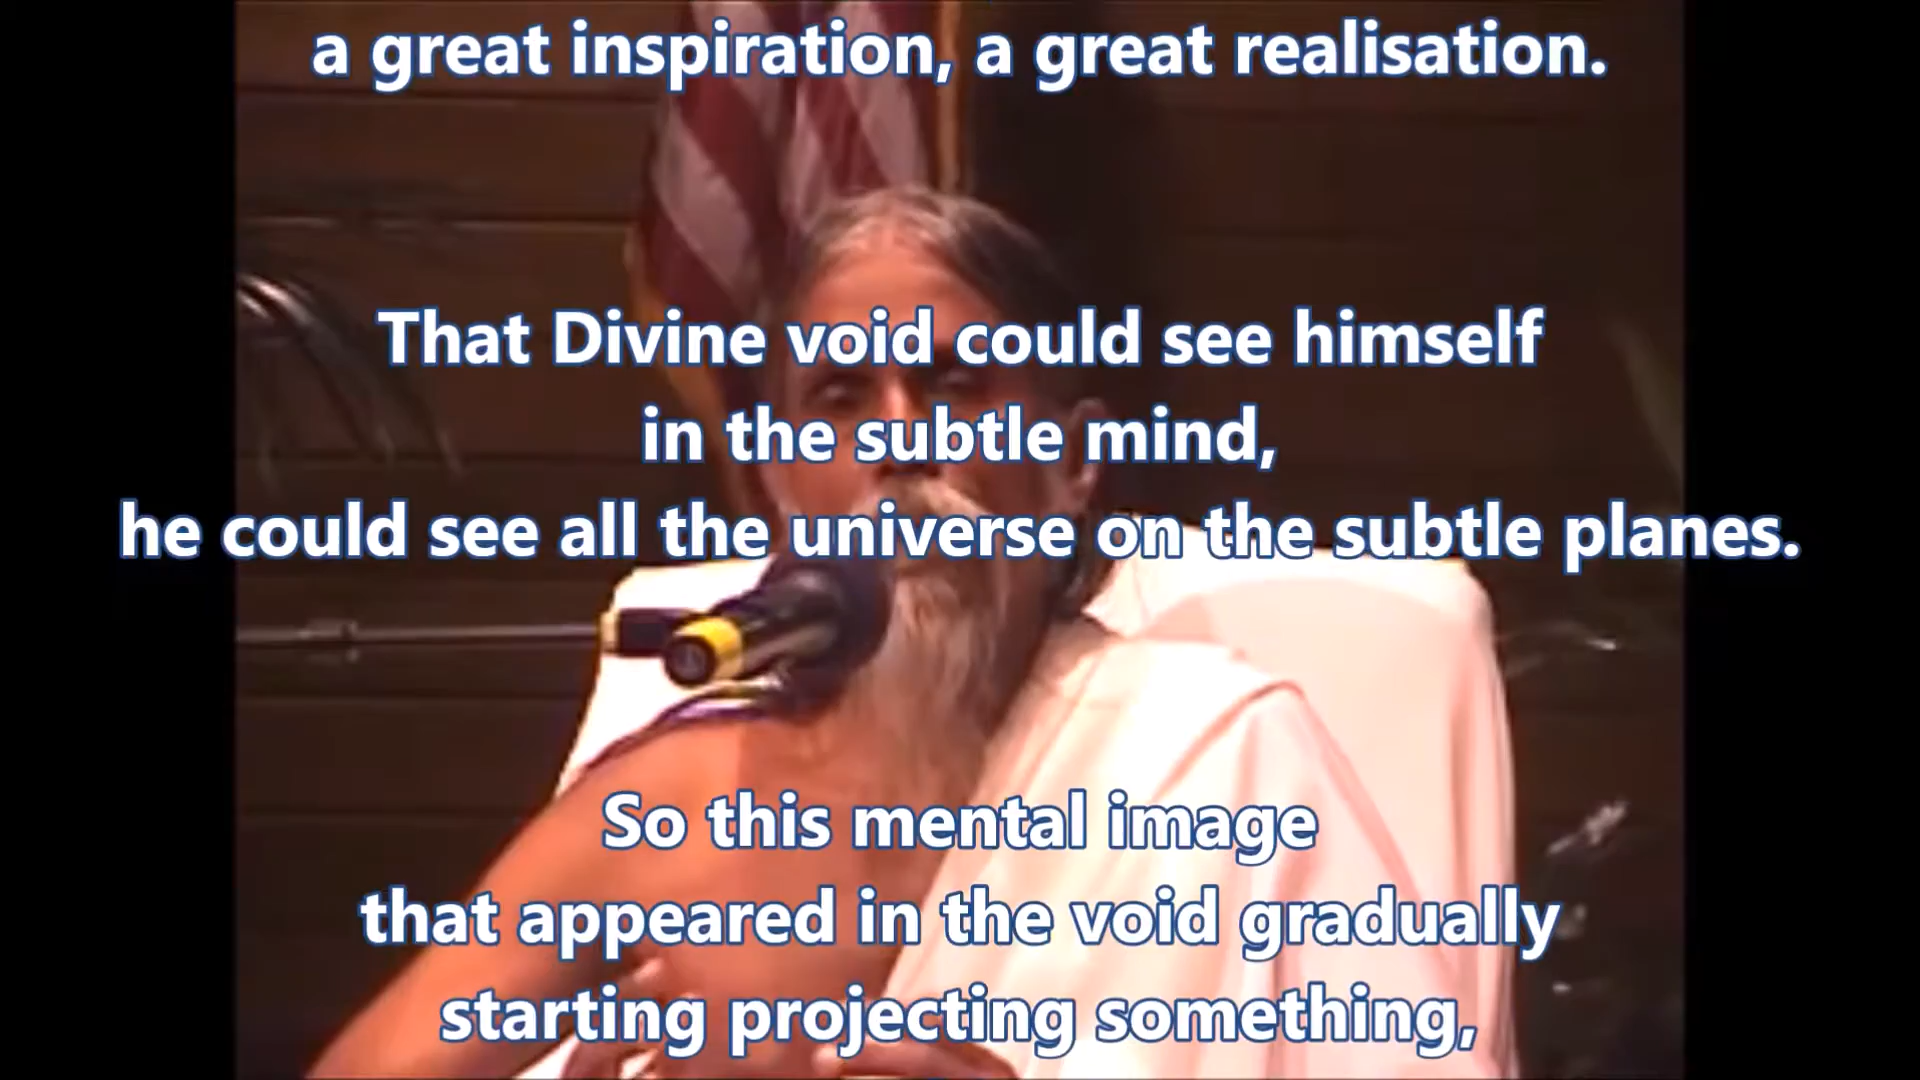 a great inspiration, a great realisation.
That Divine void could see himself
in the subtle mind,
he could see all the universe on the subtle planes.
So this mental image
that appeared in the void gradually
starting projecting something,